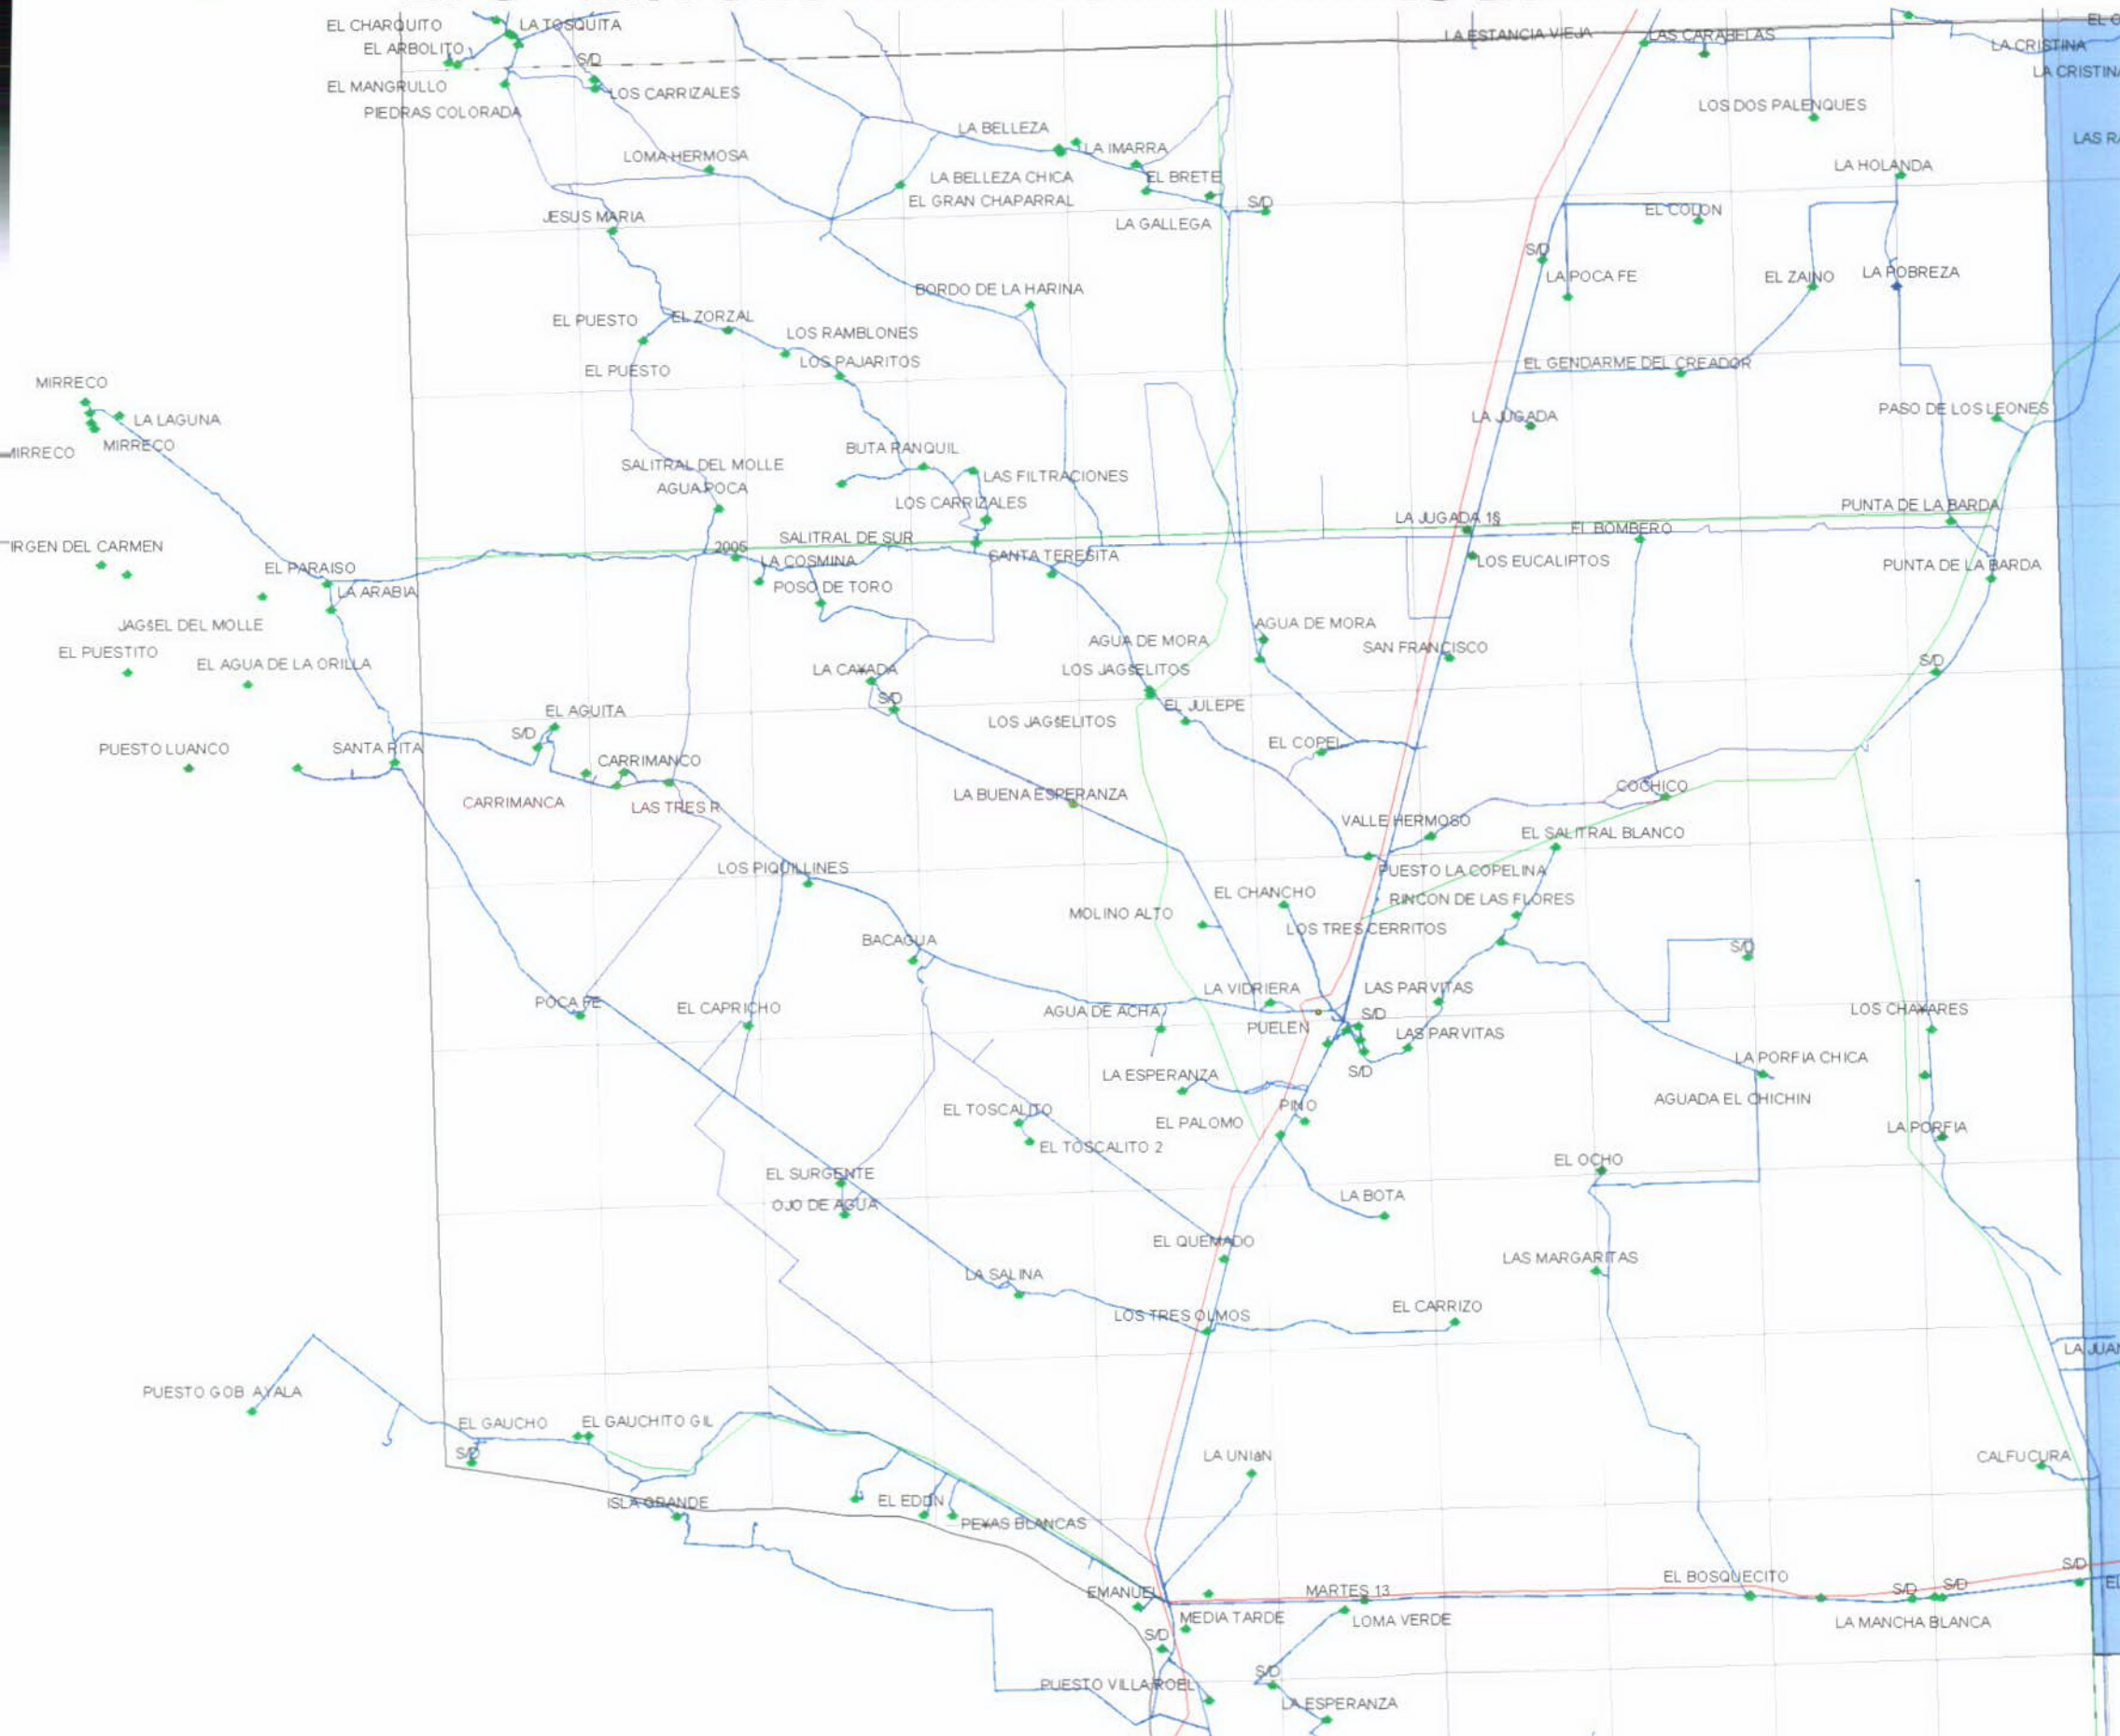 EL CHARQUITO
LA TOSQUITA
EL ARBOLITO
S/D
EL MANGRULLO
LOS CARRIZALES
PIEDRAS COLORADA
LA ESTANCIA VIEJA
LAS CARABELAS
LA CRISTINA
LOS DOS PALENQUES
LA BELLEZA
LA IMARRA
LOMA HERMOSA
LA BELLEZA CHICA
EL BRETE
EL GRAN CHAPARRAL
S/D
LA GALLEGA
JESUS MARIA
LA HOLANDA
EL COLON
S/D
LA POCA FE
EL ZAINO
LA POBREZA
BORDO DE LA HARINA
EL PUESTO
EL ZORZAL
LOS RAMBLONES
LOS PAJARITOS
EL PUESTO
EL GENDARME DEL CREADOR
MIRRECO
LA LAGUNA
MIRRECO
MIRRECO
LA JUGADA
PASO DE LOS LEONES
BUTA RANQUIL
SALITRAL DEL MOLLE
AGUA POCA
LAS FILTRACIONES
LOS CARRIZALES
LA JUGADA 1§
PUNTA DE LA BARDA
EL BOMBERO
IRGEN DEL CARMEN
2005
SALITRAL DE SUR
LA COSMINA
SANTA TERESITA
LOS EUCALIPTOS
PUNTA DE LA BARDA
EL PARAISO
LA ARABIA
POSO DE TORO
JAG§EL DEL MOLLE
EL PUESTITO
EL AGUA DE LA ORILLA
AGUA DE MORA
AGUA DE MORA
SAN FRANCISCO
S/D
LA CA¥ADA
LOS JAG§ELITOS
S/D
EL AGUITA
S/D
LOS JAG§ELITOS
EL JULEPE
PUESTO LUANCO
SANTA RITA
CARRIMANCO
EL COPEL
CARRIMANCA
LAS TRES R
LA BUENA ESPERANZA
COCHICO
VALLE HERMOSO
EL SALITRAL BLANCO
LOS PIQUILLINES
PUESTO LA COPELINA
EL CHANCHO
RINCON DE LAS FLORES
MOLINO ALTO
LOS TRES CERRITOS
BACAGUA
S/D
POCA FE
EL CAPRICHO
LA VIDRIERA
LAS PARVITAS
AGUA DE ACHA
S/D
PUELEN
LAS PARVITAS
LOS CHA¥ARES
LA ESPERANZA
S/D
LA PORFIA CHICA
AGUADA EL CHICHIN
EL TOSCALITO
PINO
EL PALOMO
EL TOSCALITO 2
LA PORFIA
EL OCHO
EL SURGENTE
OJO DE AGUA
LA BOTA
EL QUEMADO
LAS MARGARITAS
LA SALINA
LOS TRES OLMOS
EL CARRIZO
PUESTO GOB AYALA
EL GAUCHO
EL GAUCHITO GIL
S/D
LA UNIàN
CALFUCURA
ISLA GRANDE
EL EDDN
PE¥AS BLANCAS
EMANUEL
MARTES 13
EL BOSQUECITO
S/D
S/D
S/D
MEDIA TARDE
LOMA VERDE
LA MANCHA BLANCA
S/D
S/D
PUESTO VILLARROEL
LA ESPERANZA